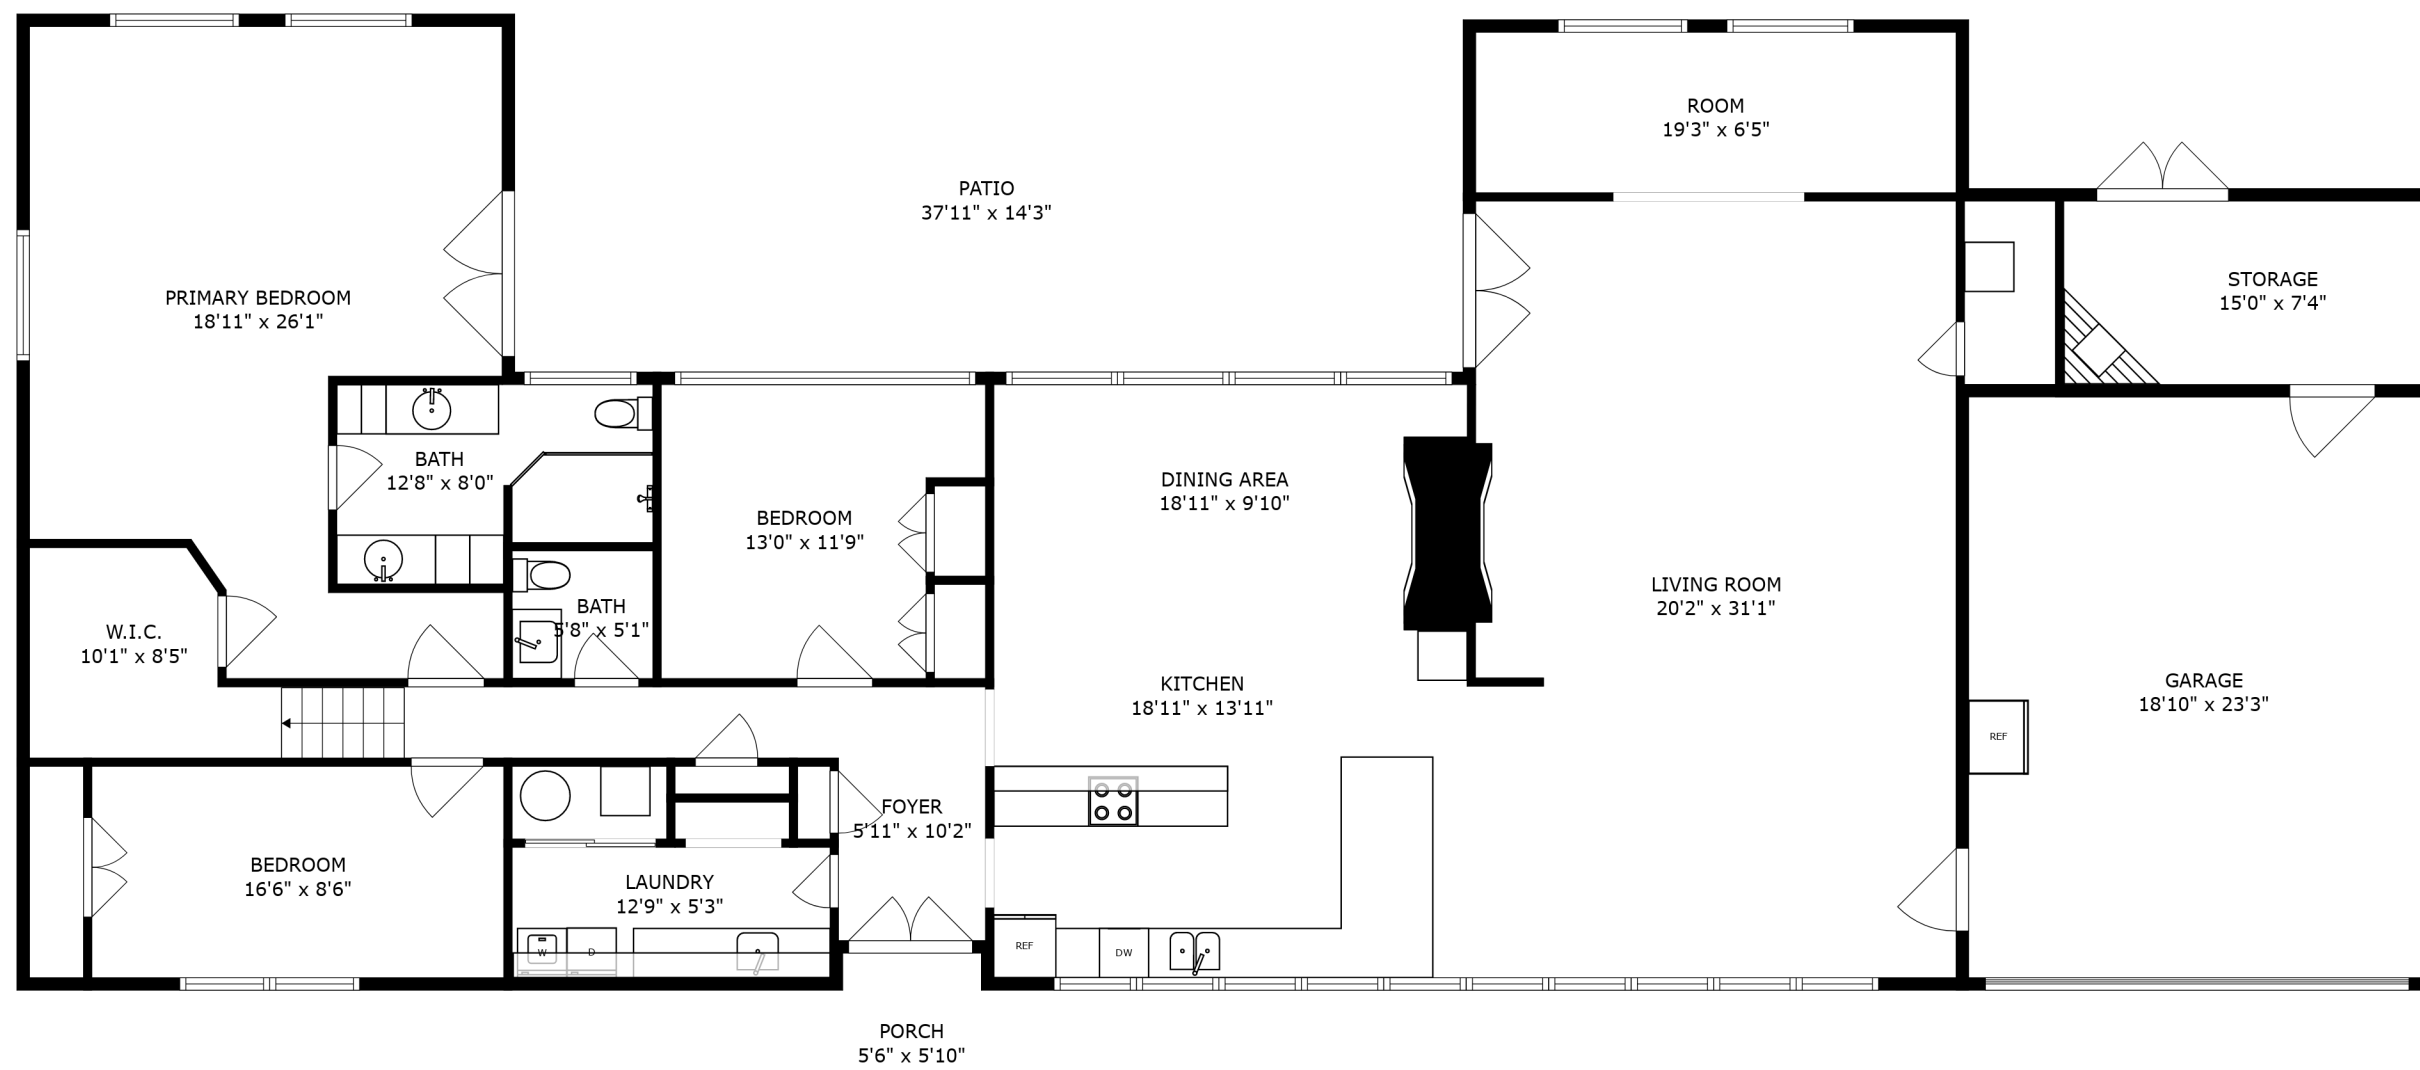 ROOM
19'3" x 6'5"
PATIO
37'11" x 14'3"
STORAGE
15'0" x 7'4"
PRIMARY BEDROOM
18'11" x 26'1"
BATH
12'8" x 8'0"
DINING AREA
18'11" x 9'10"
BEDROOM
13'0" x 11'9"
LIVING ROOM
20'2" x 31'1"
BATH
5'8" x 5'1"
W.I.C.
10'1" x 8'5"
KITCHEN
18'11" x 13'11"
GARAGE
18'10" x 23'3"
REF
FOYER
5'11" x 10'2"
BEDROOM
16'6" x 8'6"
LAUNDRY
12'9" x 5'3"
W
D
REF
DW
PORCH
5'6" x 5'10"